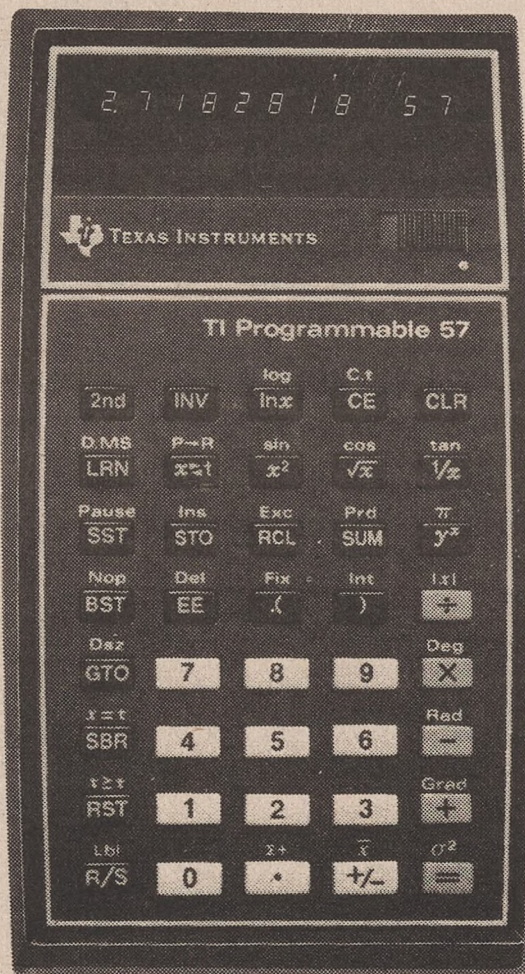 2.7182818 57
TEXAS INSTRUMENTS
TI Programmable 57
log C.t
2nd INV lnx CE CLR
D.MS P→R sin cos tan
LRN x⇄t x² √x 1/x
Pause Ins Exc Prd π
SST STO RCL SUM yˣ
Nop Del Fix Int |x|
BST EE ( ) ÷
Dsz Deg
GTO 7 8 9 X
x=t Rad
SBR 4 5 6 −
x≥t Grad
RST 1 2 3 +
Lbl Σ+ x̄ σ²
R/S 0 . +/− =